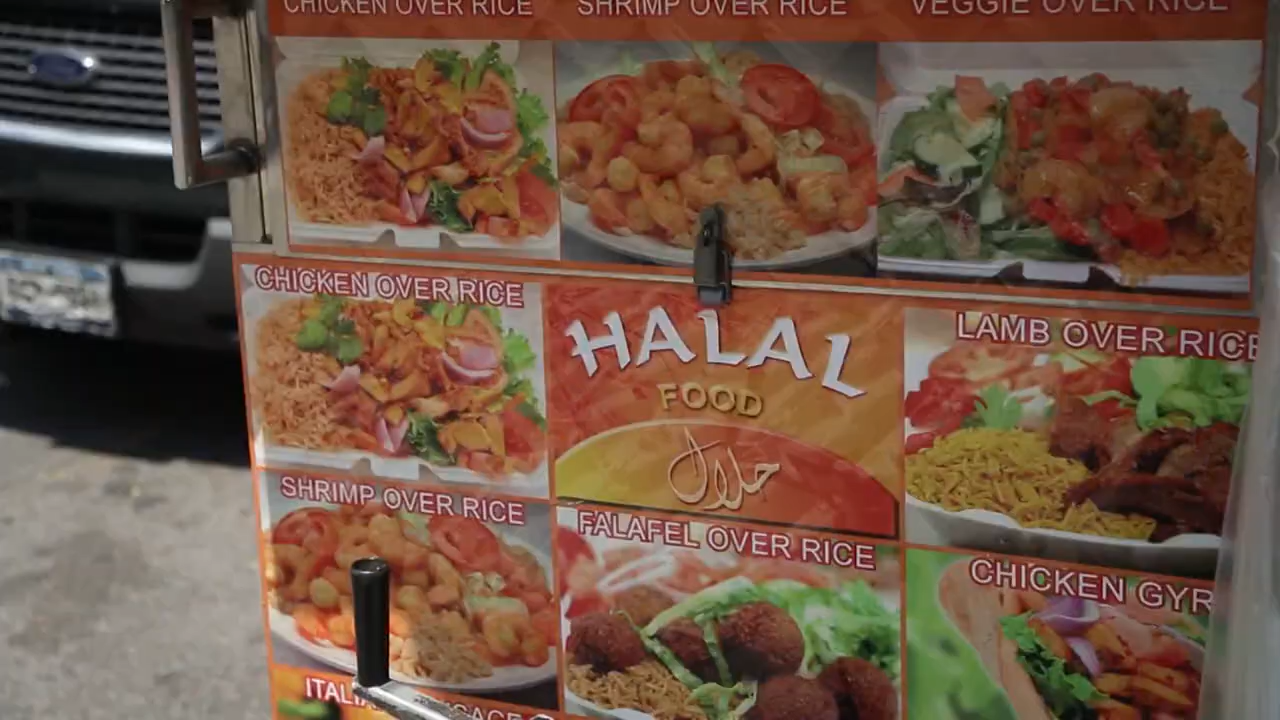 CHICKEN OVER RICE
SHRIMP OVER RICE
VEGGIE OVER RICE
CHICKEN OVER RICE
HALAL
FOOD
حلال
LAMB OVER RICE
SHRIMP OVER RICE
FALAFEL OVER RICE
CHICKEN GYR